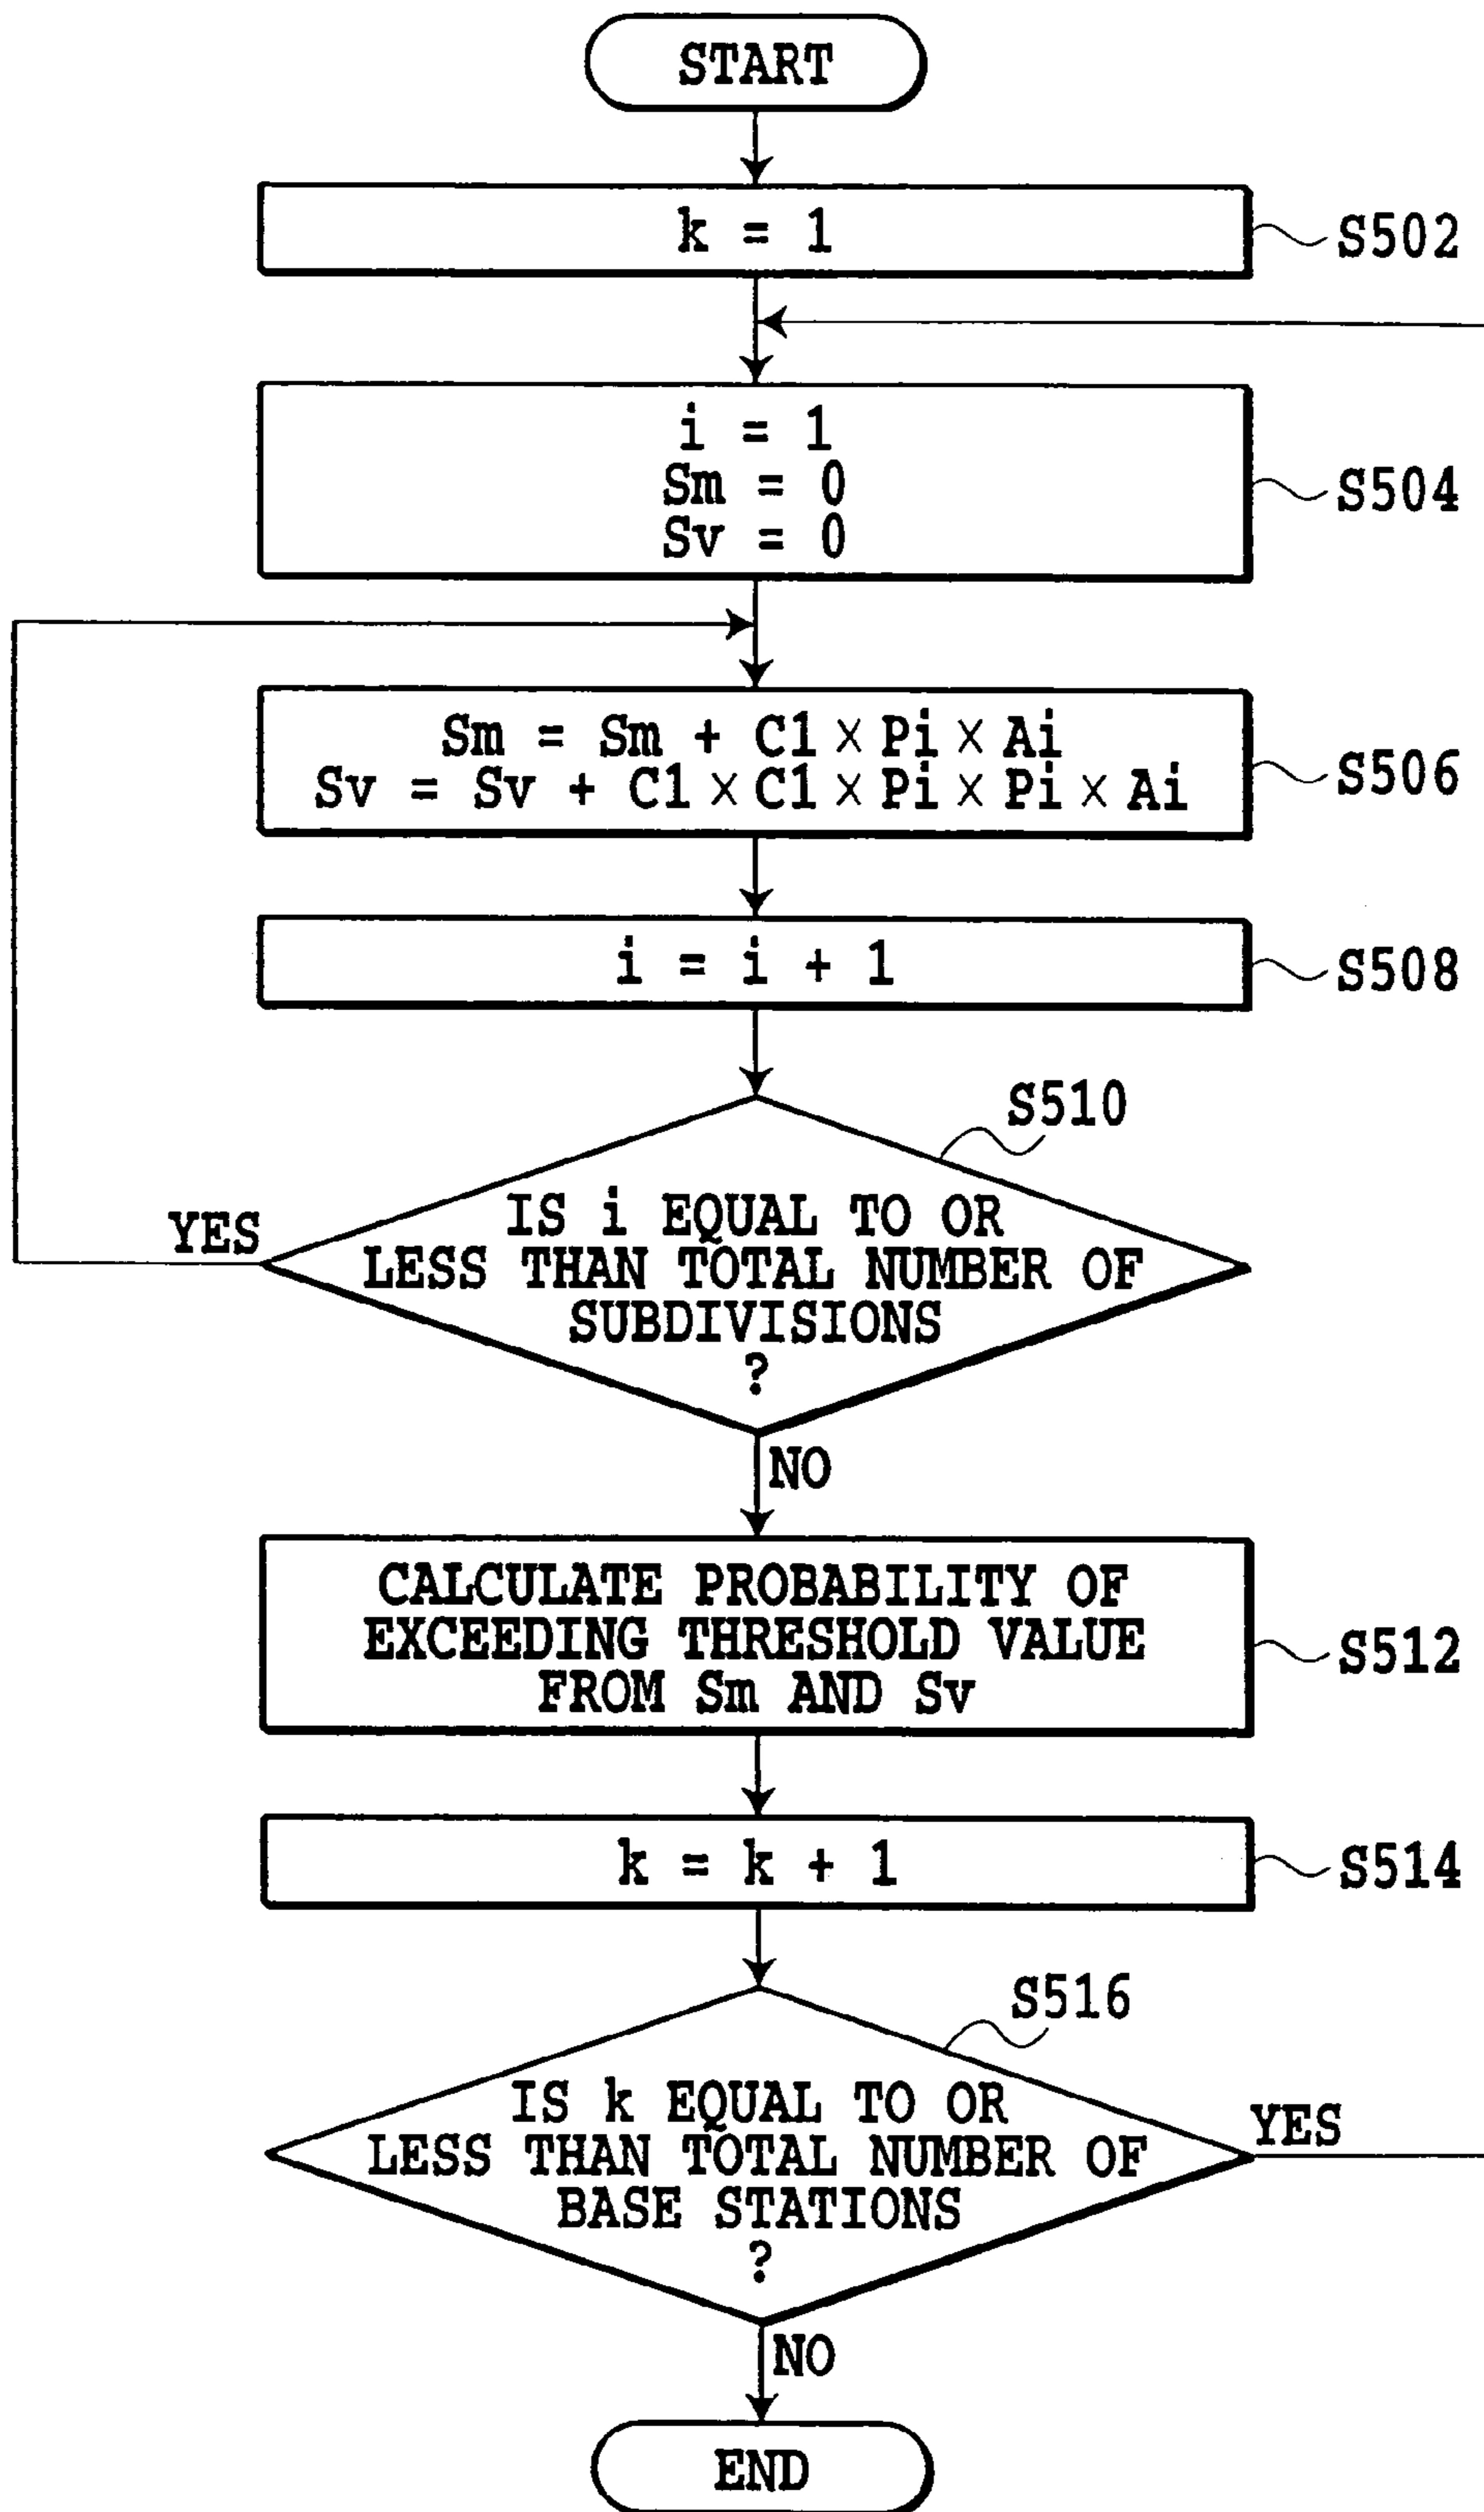 START
k = 1
S502
i = 1
Sm = 0
Sv = 0
S504
Sm = Sm + C1 × Pi × Ai
Sv = Sv + C1 × C1 × Pi × Pi × Ai
S506
i = i + 1
S508
S510
IS i EQUAL TO OR
LESS THAN TOTAL NUMBER OF
SUBDIVISIONS
?
YES
NO
CALCULATE PROBABILITY OF
EXCEEDING THRESHOLD VALUE
FROM Sm AND Sv
S512
k = k + 1
S514
S516
IS k EQUAL TO OR
LESS THAN TOTAL NUMBER OF
BASE STATIONS
?
YES
NO
END